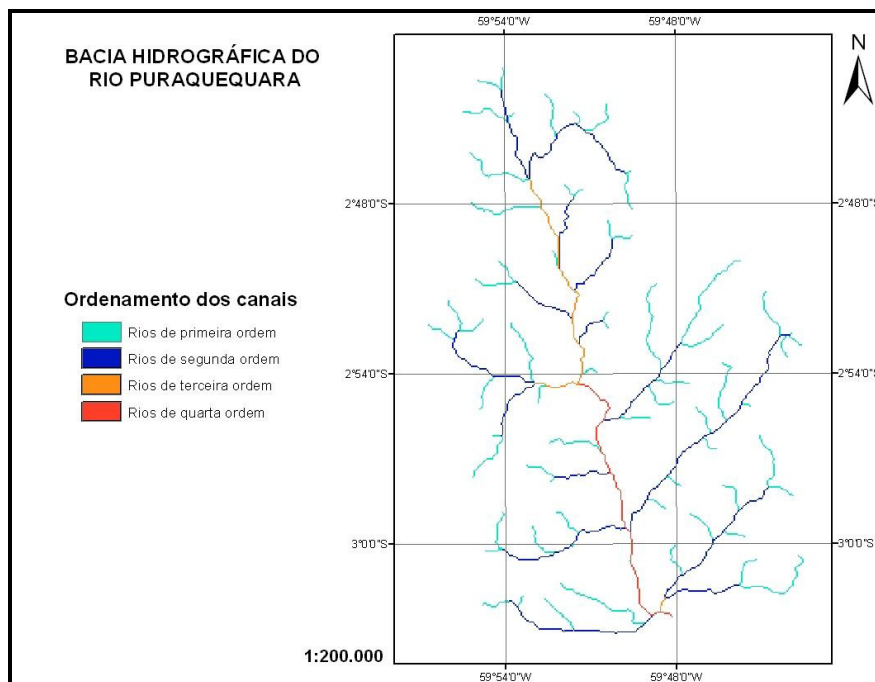 BACIA HIDROGRÁFICA DO
RIO PURAQUEQUARA
59°54'0"W
59°48'0"W
N
2°48'0"S
2°48'0"S
Ordenamento dos canais
Rios de primeira ordem
Rios de segunda ordem
Rios de terceira ordem
Rios de quarta ordem
2°54'0"S
2°54'0"S
3°0'0"S
3°0'0"S
1:200.000
59°54'0"W
59°48'0"W